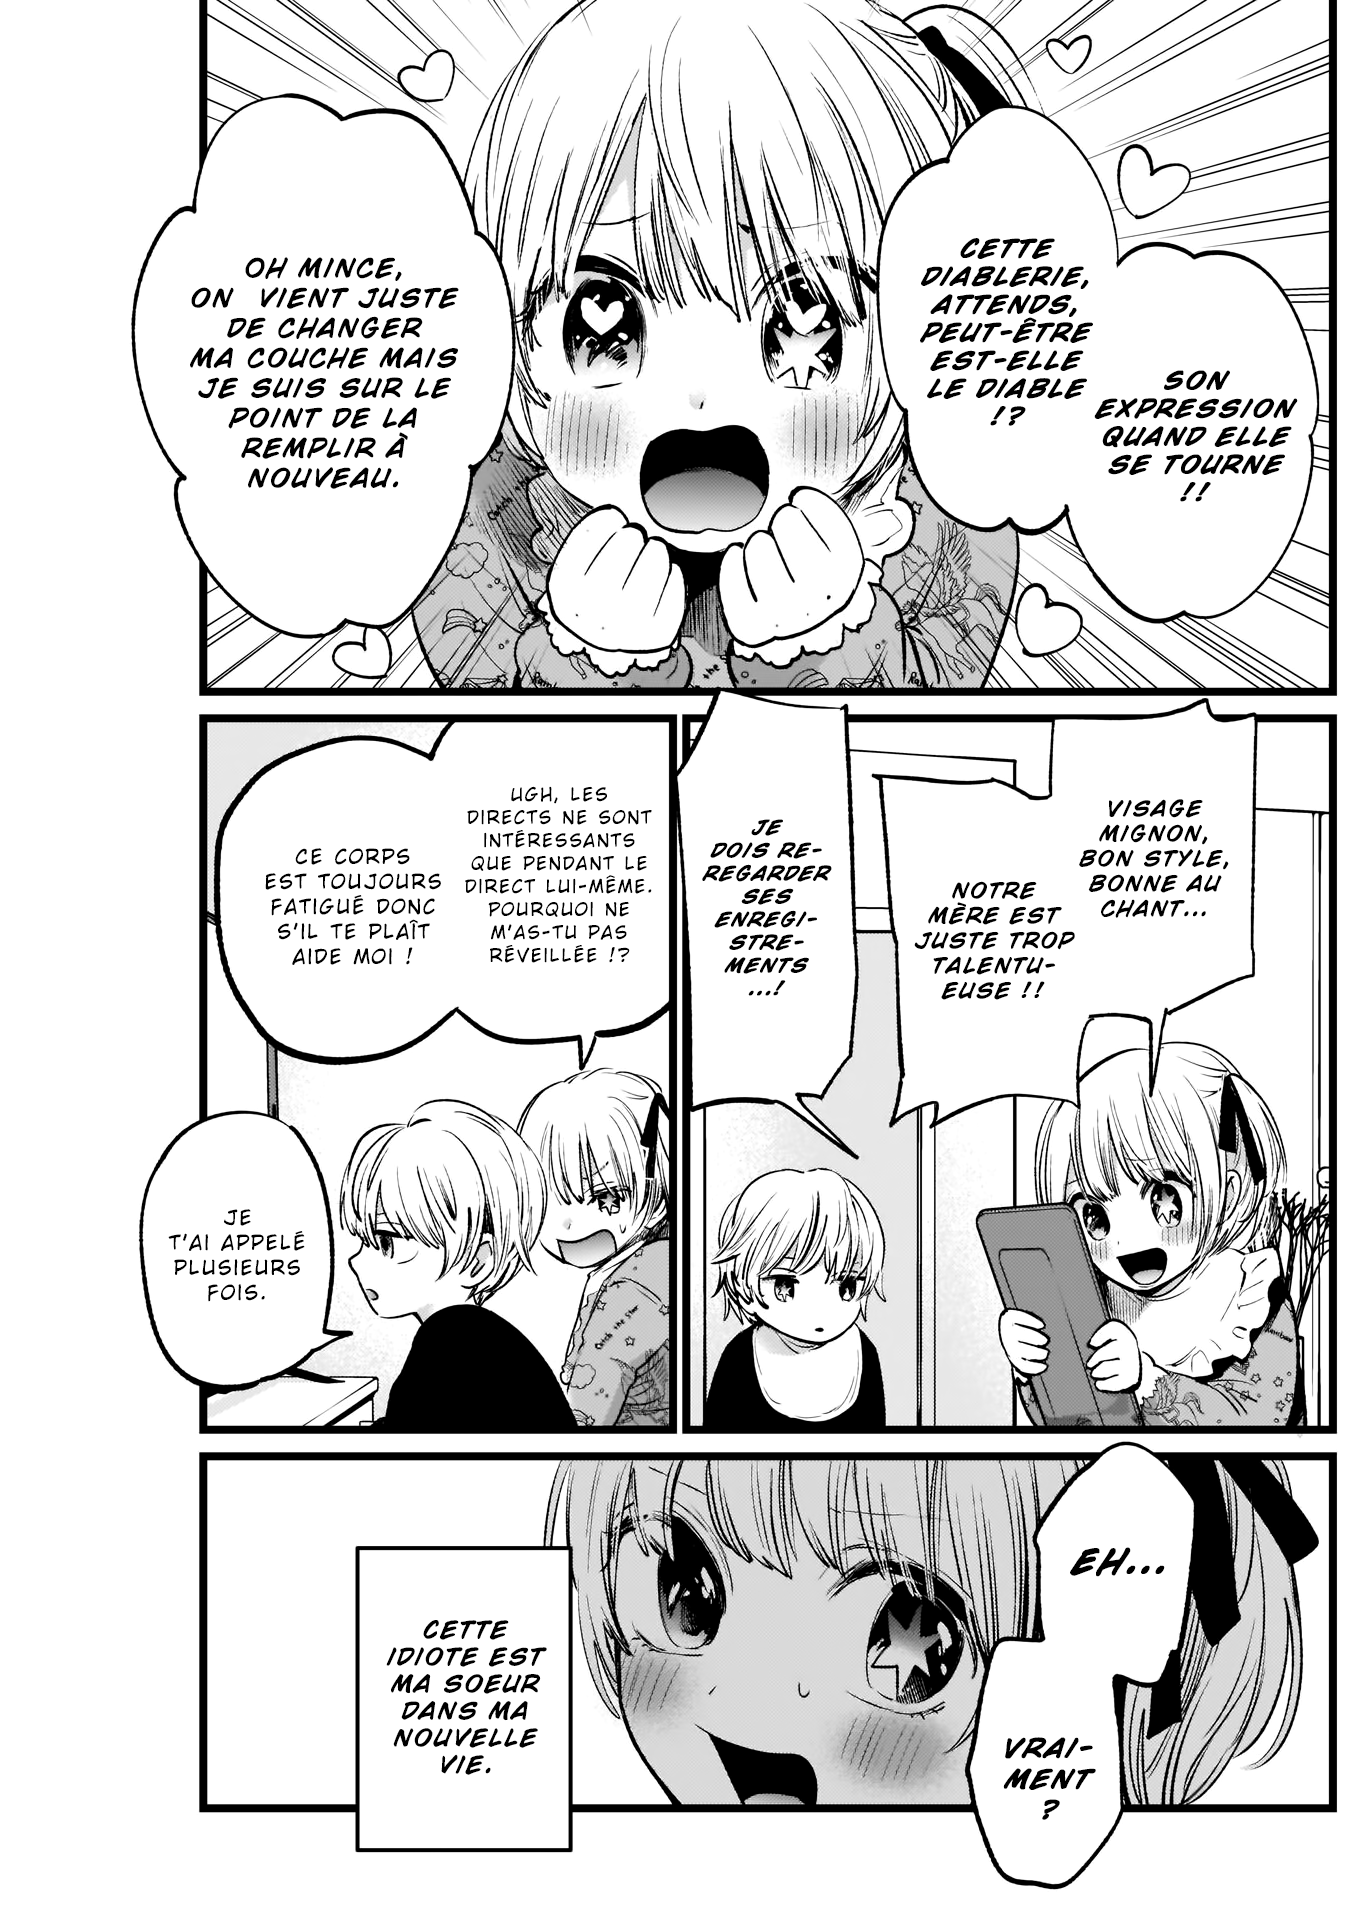 SON
EXPRESSION
QUAND ELLE
SE TOURNE
!!
CETTE
DIABLERIE,
ATTENDS,
PEUT-ÊTRE
EST-ELLE
LE DIABLE
!?
OH MINCE,
ON VIENT JUSTE
DE CHANGER
MA COUCHE MAIS
JE SUIS SUR LE
POINT DE LA
REMPLIR À
NOUVEAU.
VISAGE
MIGNON,
BON STYLE,
BONNE AU
CHANT...
NOTRE
MÈRE EST
JUSTE TROP
TALENTU-
EUSE !!
JE
DOIS RE-
REGARDER
SES
ENREGI-
STRE-
MENTS
...!
UGH, LES
DIRECTS NE SONT
INTÉRESSANTS
QUE PENDANT LE
DIRECT LUI-MÊME.
POURQUOI NE
M'AS-TU PAS
RÉVEILLÉE !?
CE CORPS
EST TOUJOURS
FATIGUÉ DONC
S'IL TE PLAÎT
AIDE MOI !
JE
T'AI APPELÉ
PLUSIEURS
FOIS.
EH...
VRAI-
MENT
?
CETTE
IDIOTE EST
MA SOEUR
DANS MA
NOUVELLE
VIE.